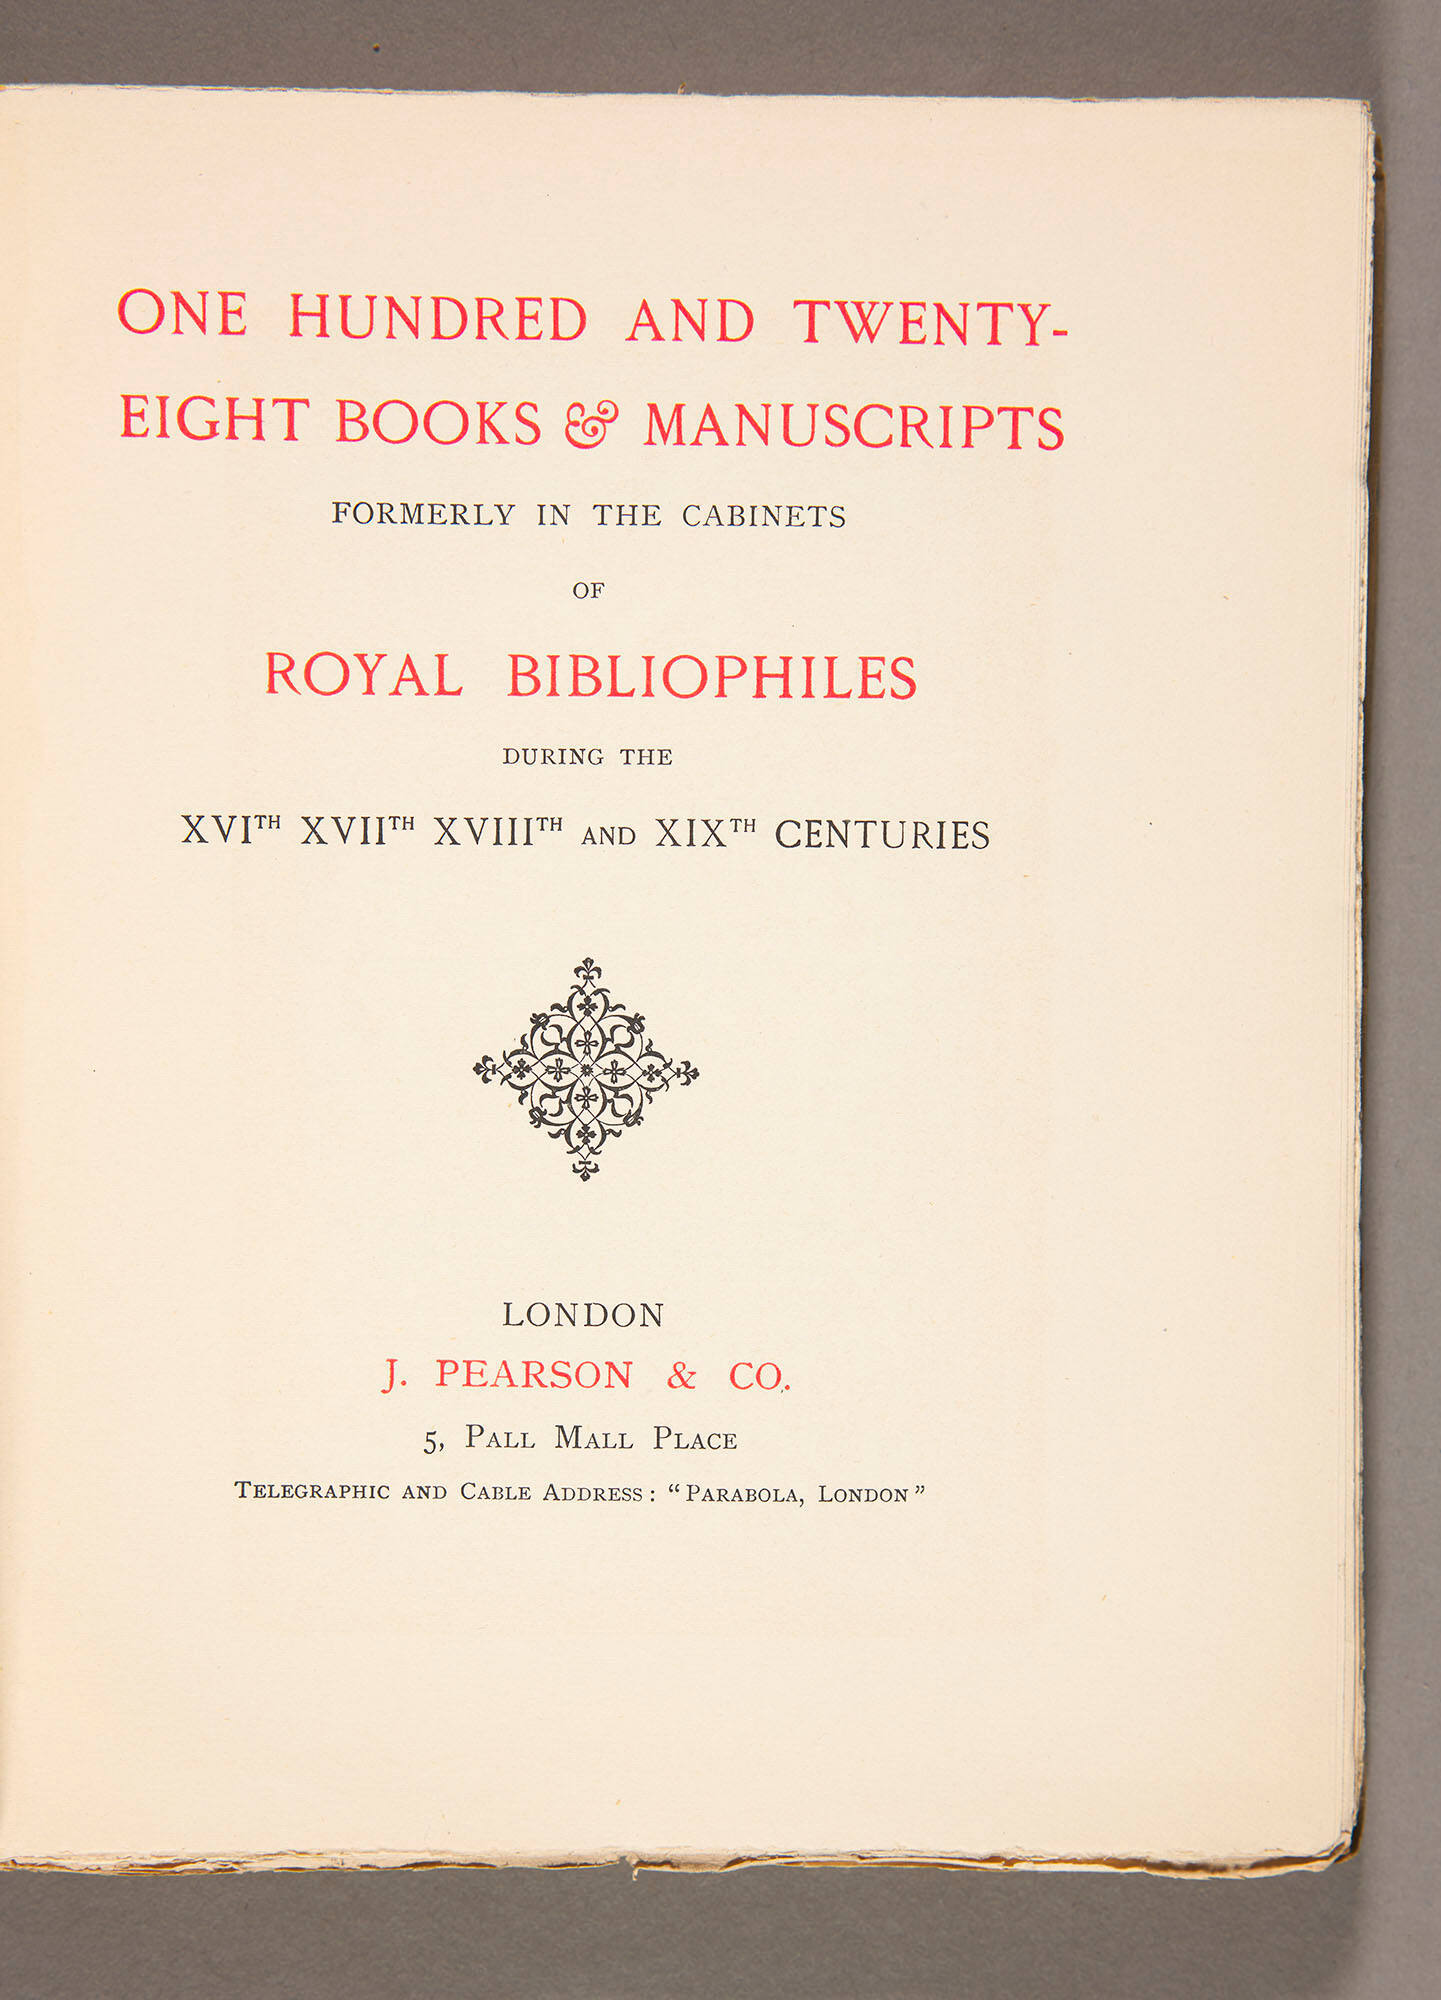 ONE HUNDRED AND TWENTY-
EIGHT BOOKS & MANUSCRIPTS
FORMERLY IN THE CABINETS
OF
ROYAL BIBLIOPHILES
DURING THE
XVITH XVIITH XVIIITH AND XIXTH CENTURIES
LONDON
J. PEARSON & CO.
5, PALL MALL PLACE
TELEGRAPHIC AND CABLE ADDRESS: "PARABOLA, LONDON"